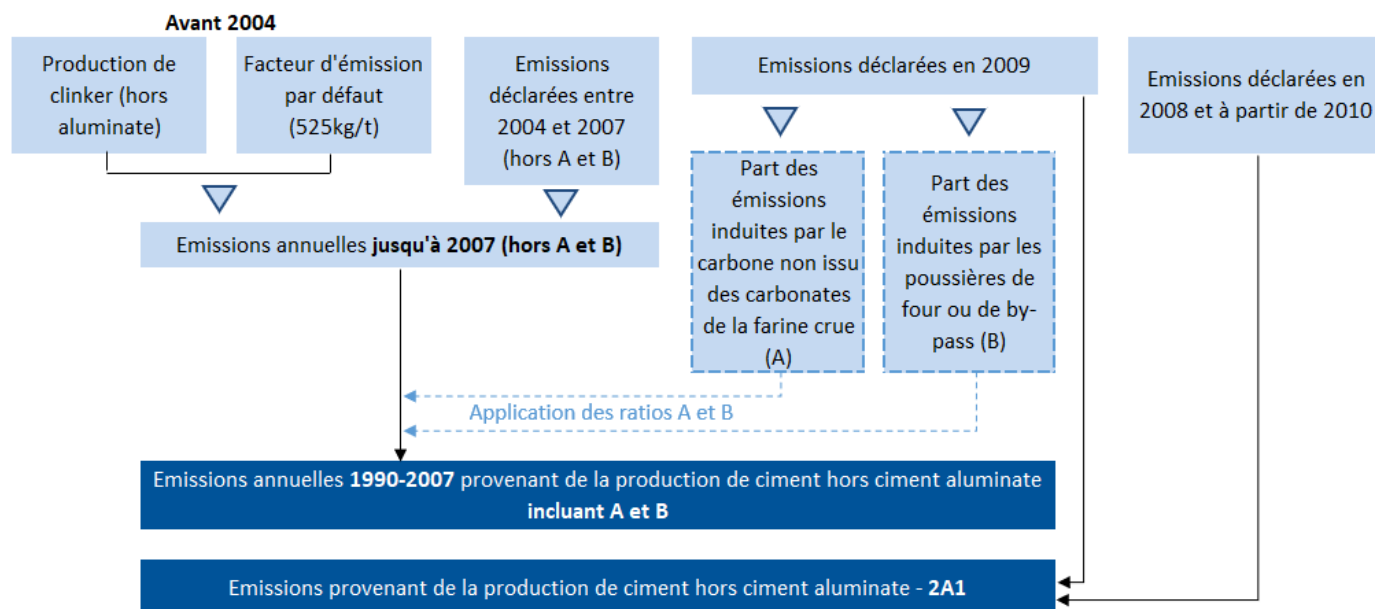 Avant 2004
Production de
clinker (hors
aluminate)
Facteur d'émission
par défaut
(525kg/t)
Emissions
déclarées entre
2004 et 2007
(hors A et B)
Emissions déclarées en 2009
Emissions déclarées en
2008 et à partir de 2010
Part des
émissions
induites par le
carbone non issu
des carbonates
de la farine crue
(A)
Part des
émissions
induites par les
poussières de
four ou de by-
pass (B)
Emissions annuelles jusqu'à 2007 (hors A et B)
Application des ratios A et B
Emissions annuelles 1990-2007 provenant de la production de ciment hors ciment aluminate
incluant A et B
Emissions provenant de la production de ciment hors ciment aluminate - 2A1